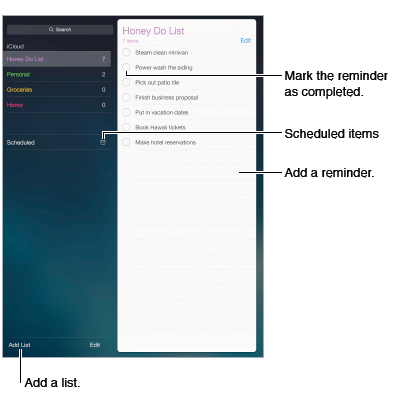 Search
iCloud
Honey Do List 7
Personal 2
Groceries 0
Home 0
Scheduled
Add List Edit
Honey Do List
7 items Edit
Steam clean minivan
Power wash the siding
Pick out patio tile
Finish business proposal
Put in vacation dates
Book Hawaii tickets
Make hotel reservations
Mark the reminder
as completed.
Scheduled items
Add a reminder.
Add a list.